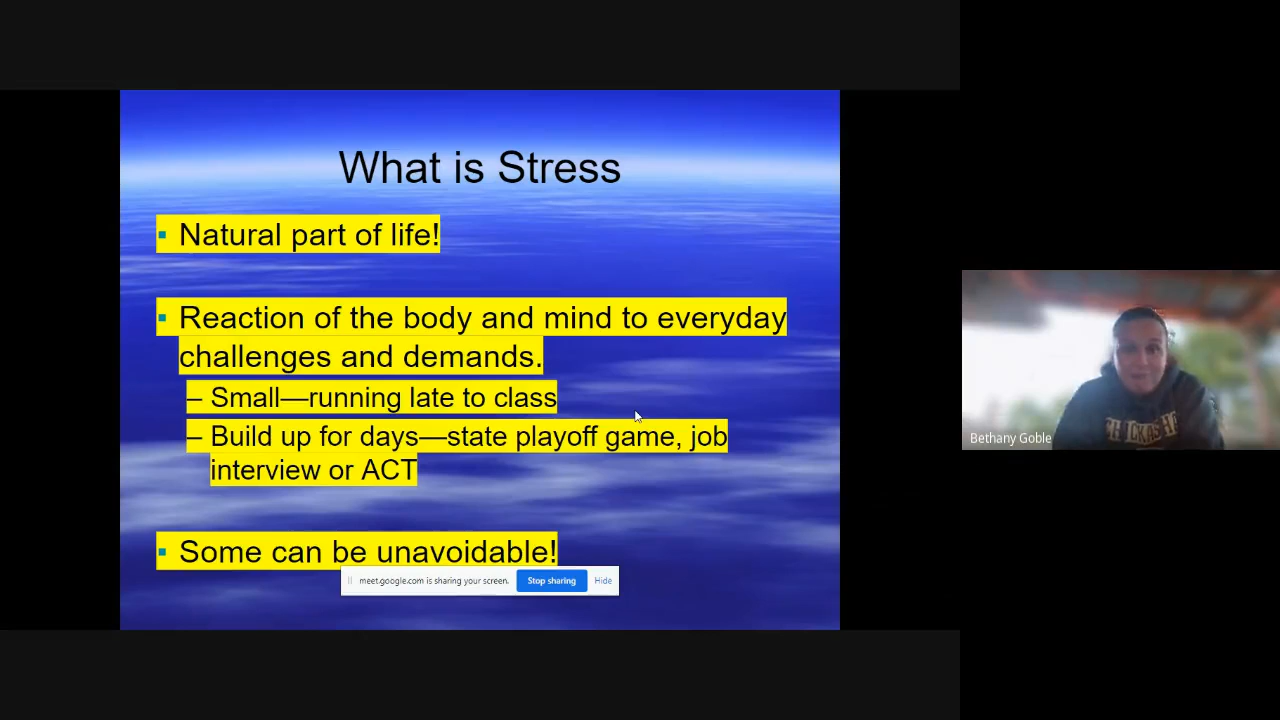 What is Stress
▪ Natural part of life!
▪ Reaction of the body and mind to everyday
challenges and demands.
– Small—running late to class
– Build up for days—state playoff game, job
interview or ACT
▪ Some can be unavoidable!
meet.google.com is sharing your screen.
Stop sharing
Hide
Bethany Goble